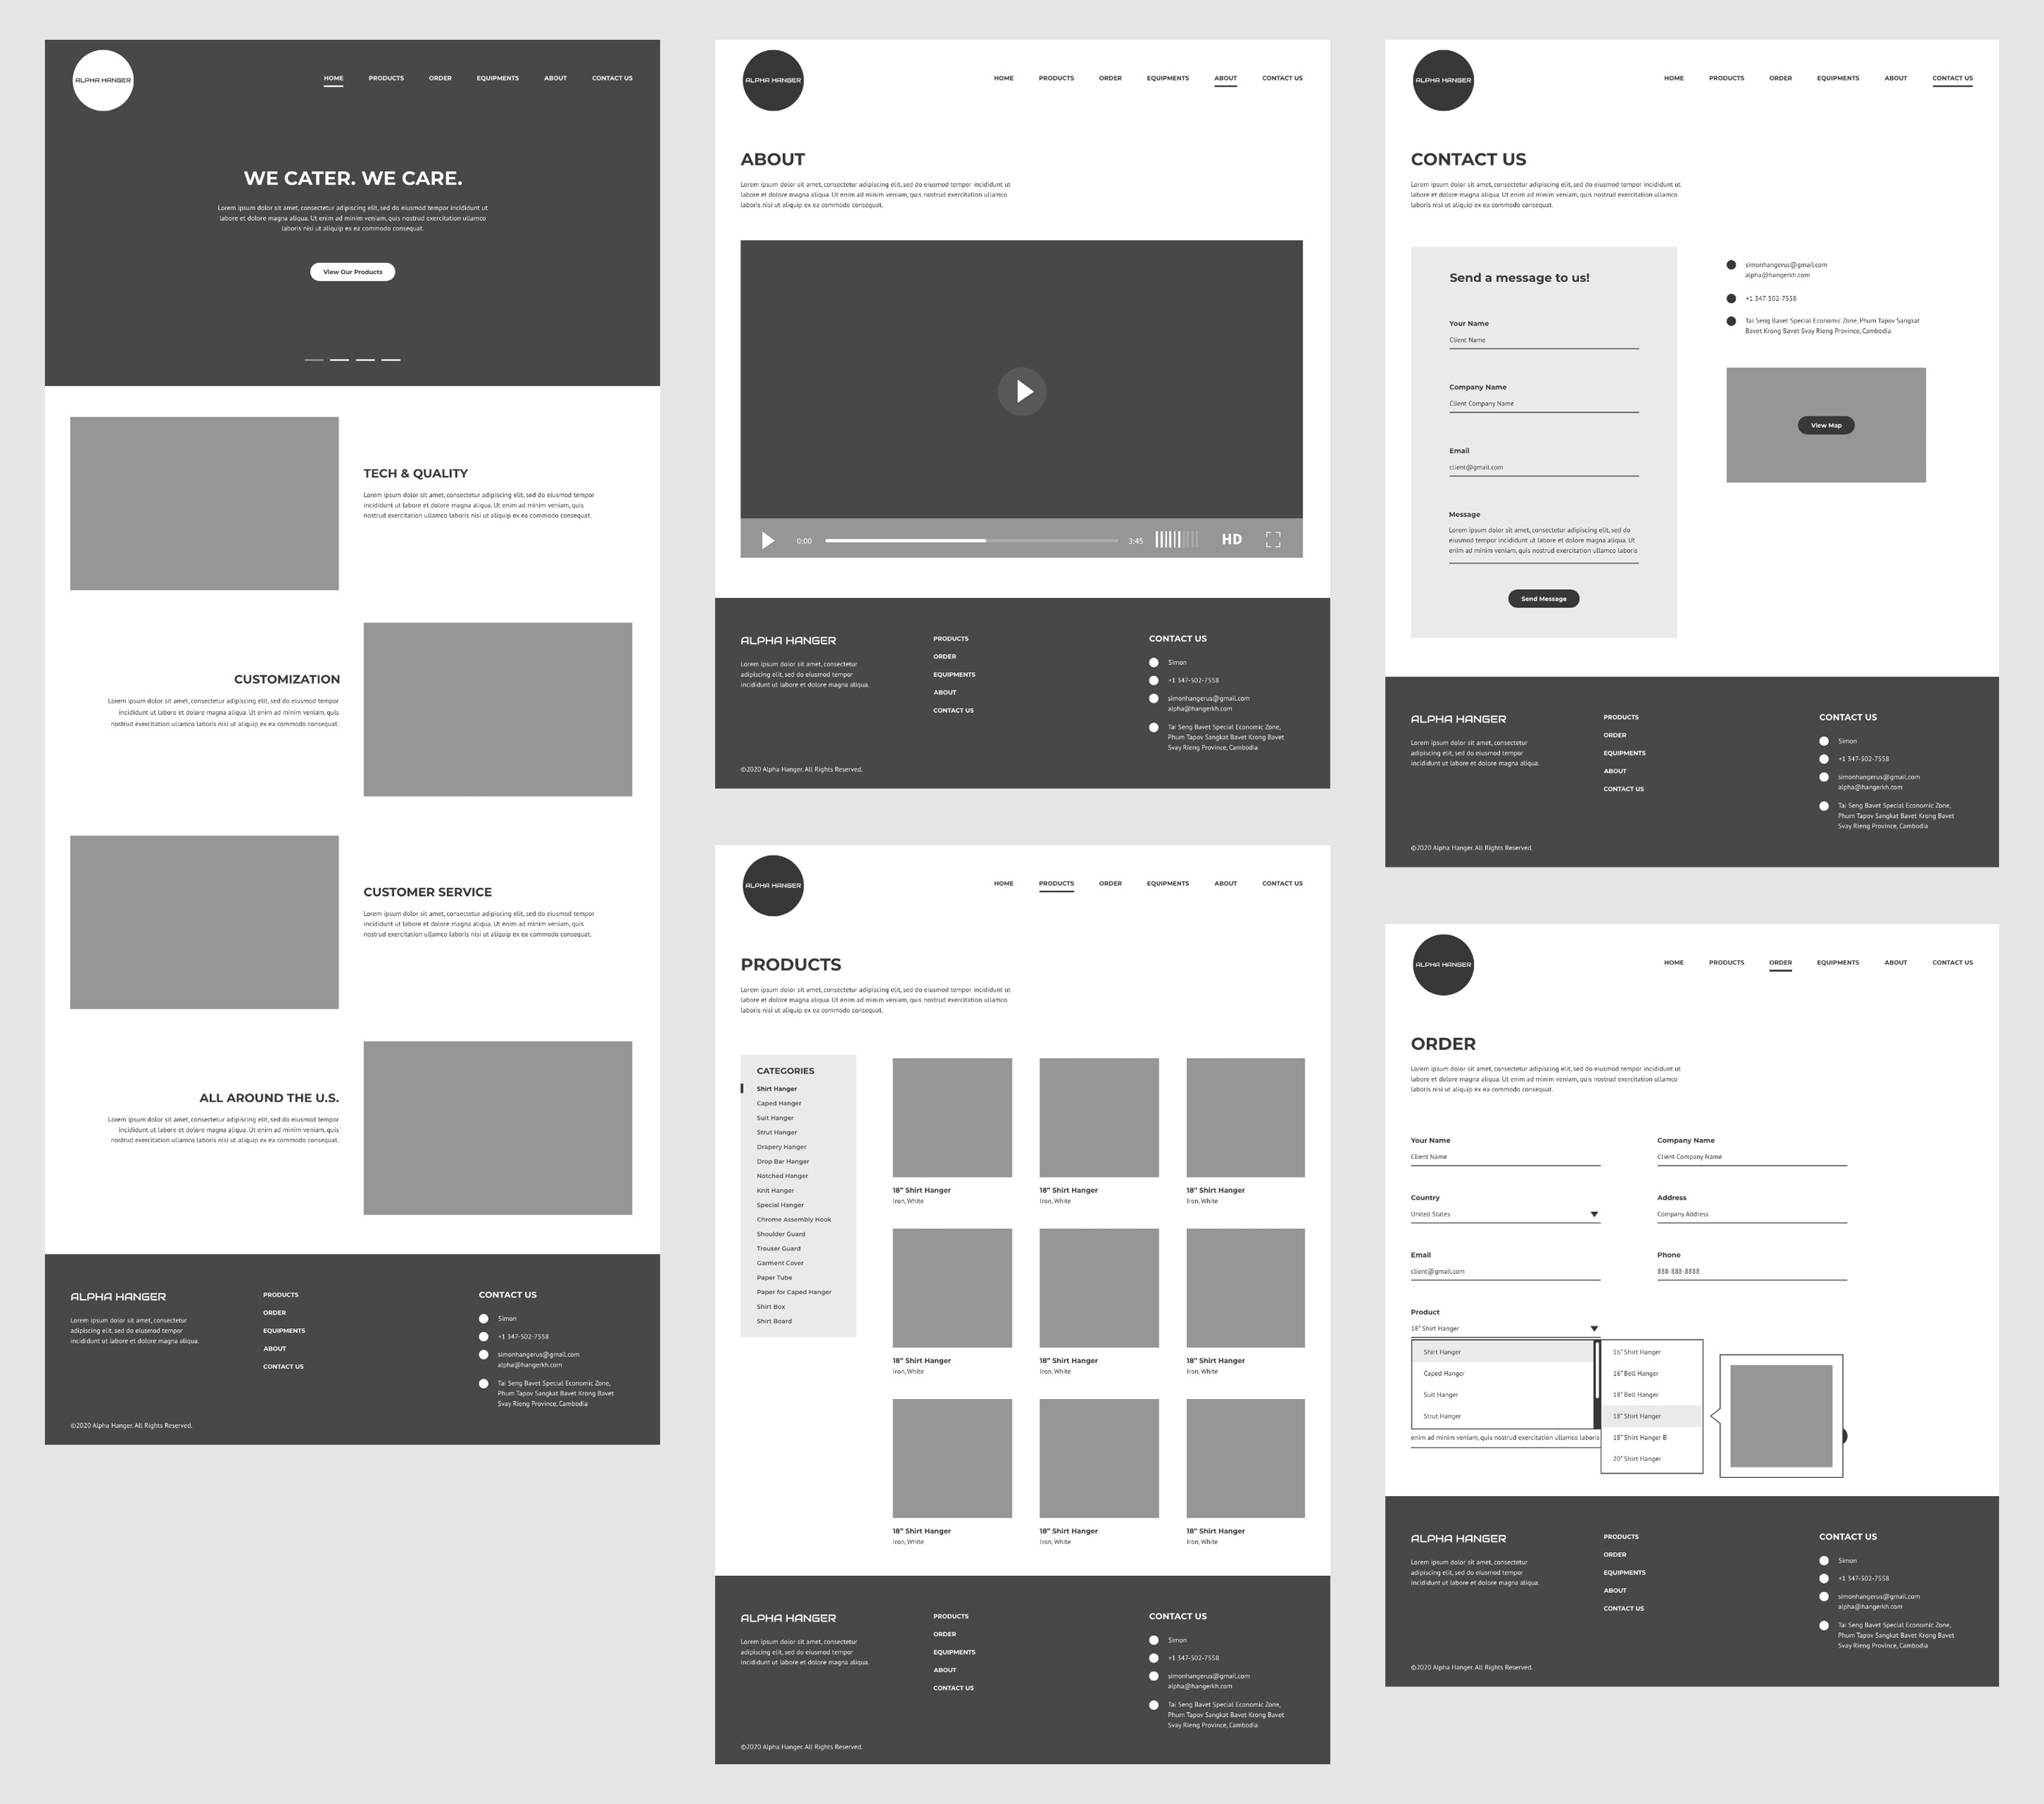 ALPHA HANGER
HOME PRODUCTS ORDER EQUIPMENTS ABOUT CONTACT US
WE CATER. WE CARE.
Lorem ipsum dolor sit amet, consectetur adipiscing elit, sed do eiusmod tempor incididunt ut
labore et dolore magna aliqua. Ut enim ad minim veniam, quis nostrud exercitation ullamco
laboris nisi ut aliquip ex ea commodo consequat.
View Our Products
TECH & QUALITY
Lorem ipsum dolor sit amet, consectetur adipiscing elit, sed do eiusmod tempor
incididunt ut labore et dolore magna aliqua. Ut enim ad minim veniam, quis
nostrud exercitation ullamco laboris nisi ut aliquip ex ea commodo consequat.
CUSTOMIZATION
Lorem ipsum dolor sit amet, consectetur adipiscing elit, sed do eiusmod tempor
incididunt ut labore et dolore magna aliqua. Ut enim ad minim veniam, quis
nostrud exercitation ullamco laboris nisi ut aliquip ex ea commodo consequat.
CUSTOMER SERVICE
Lorem ipsum dolor sit amet, consectetur adipiscing elit, sed do eiusmod tempor
incididunt ut labore et dolore magna aliqua. Ut enim ad minim veniam, quis
nostrud exercitation ullamco laboris nisi ut aliquip ex ea commodo consequat.
ALL AROUND THE U.S.
Lorem ipsum dolor sit amet, consectetur adipiscing elit, sed do eiusmod tempor
incididunt ut labore et dolore magna aliqua. Ut enim ad minim veniam, quis
nostrud exercitation ullamco laboris nisi ut aliquip ex ea commodo consequat.
ALPHA HANGER
Lorem ipsum dolor sit amet, consectetur
adipiscing elit, sed do eiusmod tempor
incididunt ut labore et dolore magna aliqua.
PRODUCTS
ORDER
EQUIPMENTS
ABOUT
CONTACT US
CONTACT US
Simon
+1 347-502-7558
simonhangerus@gmail.com
alpha@hangerkh.com
Tai Seng Bavet Special Economic Zone,
Phum Tapov Sangkat Bavet Krong Bavet
Svay Rieng Province, Cambodia
©2020 Alpha Hanger. All Rights Reserved.
ALPHA HANGER
HOME PRODUCTS ORDER EQUIPMENTS ABOUT CONTACT US
ABOUT
Lorem ipsum dolor sit amet, consectetur adipiscing elit, sed do eiusmod tempor incididunt ut
labore et dolore magna aliqua. Ut enim ad minim veniam, quis nostrud exercitation ullamco
laboris nisi ut aliquip ex ea commodo consequat.
0:00 3:45 HD
ALPHA HANGER
Lorem ipsum dolor sit amet, consectetur
adipiscing elit, sed do eiusmod tempor
incididunt ut labore et dolore magna aliqua.
PRODUCTS
ORDER
EQUIPMENTS
ABOUT
CONTACT US
CONTACT US
Simon
+1 347-502-7558
simonhangerus@gmail.com
alpha@hangerkh.com
Tai Seng Bavet Special Economic Zone,
Phum Tapov Sangkat Bavet Krong Bavet
Svay Rieng Province, Cambodia
©2020 Alpha Hanger. All Rights Reserved.
ALPHA HANGER
HOME PRODUCTS ORDER EQUIPMENTS ABOUT CONTACT US
PRODUCTS
Lorem ipsum dolor sit amet, consectetur adipiscing elit, sed do eiusmod tempor incididunt ut
labore et dolore magna aliqua. Ut enim ad minim veniam, quis nostrud exercitation ullamco
laboris nisi ut aliquip ex ea commodo consequat.
CATEGORIES
Shirt Hanger
Caped Hanger
Suit Hanger
Strut Hanger
Drapery Hanger
Drop Bar Hanger
Notched Hanger
Knit Hanger
Special Hanger
Chrome Assembly Hook
Shoulder Guard
Trouser Guard
Garment Cover
Paper Tube
Paper for Caped Hanger
Shirt Box
Shirt Board
18" Shirt Hanger 18" Shirt Hanger 18" Shirt Hanger
Iron, White Iron, White Iron, White
18" Shirt Hanger 18" Shirt Hanger 18" Shirt Hanger
Iron, White Iron, White Iron, White
18" Shirt Hanger 18" Shirt Hanger 18" Shirt Hanger
Iron, White Iron, White Iron, White
ALPHA HANGER
Lorem ipsum dolor sit amet, consectetur
adipiscing elit, sed do eiusmod tempor
incididunt ut labore et dolore magna aliqua.
PRODUCTS
ORDER
EQUIPMENTS
ABOUT
CONTACT US
CONTACT US
Simon
+1 347-502-7558
simonhangerus@gmail.com
alpha@hangerkh.com
Tai Seng Bavet Special Economic Zone,
Phum Tapov Sangkat Bavet Krong Bavet
Svay Rieng Province, Cambodia
©2020 Alpha Hanger. All Rights Reserved.
ALPHA HANGER
HOME PRODUCTS ORDER EQUIPMENTS ABOUT CONTACT US
CONTACT US
Lorem ipsum dolor sit amet, consectetur adipiscing elit, sed do eiusmod tempor incididunt ut
labore et dolore magna aliqua. Ut enim ad minim veniam, quis nostrud exercitation ullamco
laboris nisi ut aliquip ex ea commodo consequat.
Send a message to us!
Your Name
Client Name
Company Name
Client Company Name
Email
client@gmail.com
Message
Lorem ipsum dolor sit amet, consectetur adipiscing elit, sed do
eiusmod tempor incididunt ut labore et dolore magna aliqua. Ut
enim ad minim veniam, quis nostrud exercitation ullamco laboris
Send Message
simonhangerus@gmail.com
alpha@hangerkh.com
+1 347-502-7558
Tai Seng Bavet Special Economic Zone, Phum Tapov Sangkat
Bavet Krong Bavet Svay Rieng Province, Cambodia
View Map
ALPHA HANGER
Lorem ipsum dolor sit amet, consectetur
adipiscing elit, sed do eiusmod tempor
incididunt ut labore et dolore magna aliqua.
PRODUCTS
ORDER
EQUIPMENTS
ABOUT
CONTACT US
CONTACT US
Simon
+1 347-502-7558
simonhangerus@gmail.com
alpha@hangerkh.com
Tai Seng Bavet Special Economic Zone,
Phum Tapov Sangkat Bavet Krong Bavet
Svay Rieng Province, Cambodia
©2020 Alpha Hanger. All Rights Reserved.
ALPHA HANGER
HOME PRODUCTS ORDER EQUIPMENTS ABOUT CONTACT US
ORDER
Lorem ipsum dolor sit amet, consectetur adipiscing elit, sed do eiusmod tempor incididunt ut
labore et dolore magna aliqua. Ut enim ad minim veniam, quis nostrud exercitation ullamco
laboris nisi ut aliquip ex ea commodo consequat.
Your Name Company Name
Client Name Client Company Name
Country Address
United States Company Address
Email Phone
client@gmail.com 888-888-8888
Product
18" Shirt Hanger
Shirt Hanger
Caped Hanger
Suit Hanger
Strut Hanger
16" Shirt Hanger
16" Bell Hanger
18" Bell Hanger
18" Shirt Hanger
18" Shirt Hanger B
20" Shirt Hanger
enim ad minim veniam, quis nostrud exercitation ullamco laboris
ALPHA HANGER
Lorem ipsum dolor sit amet, consectetur
adipiscing elit, sed do eiusmod tempor
incididunt ut labore et dolore magna aliqua.
PRODUCTS
ORDER
EQUIPMENTS
ABOUT
CONTACT US
CONTACT US
Simon
+1 347-502-7558
simonhangerus@gmail.com
alpha@hangerkh.com
Tai Seng Bavet Special Economic Zone,
Phum Tapov Sangkat Bavet Krong Bavet
Svay Rieng Province, Cambodia
©2020 Alpha Hanger. All Rights Reserved.